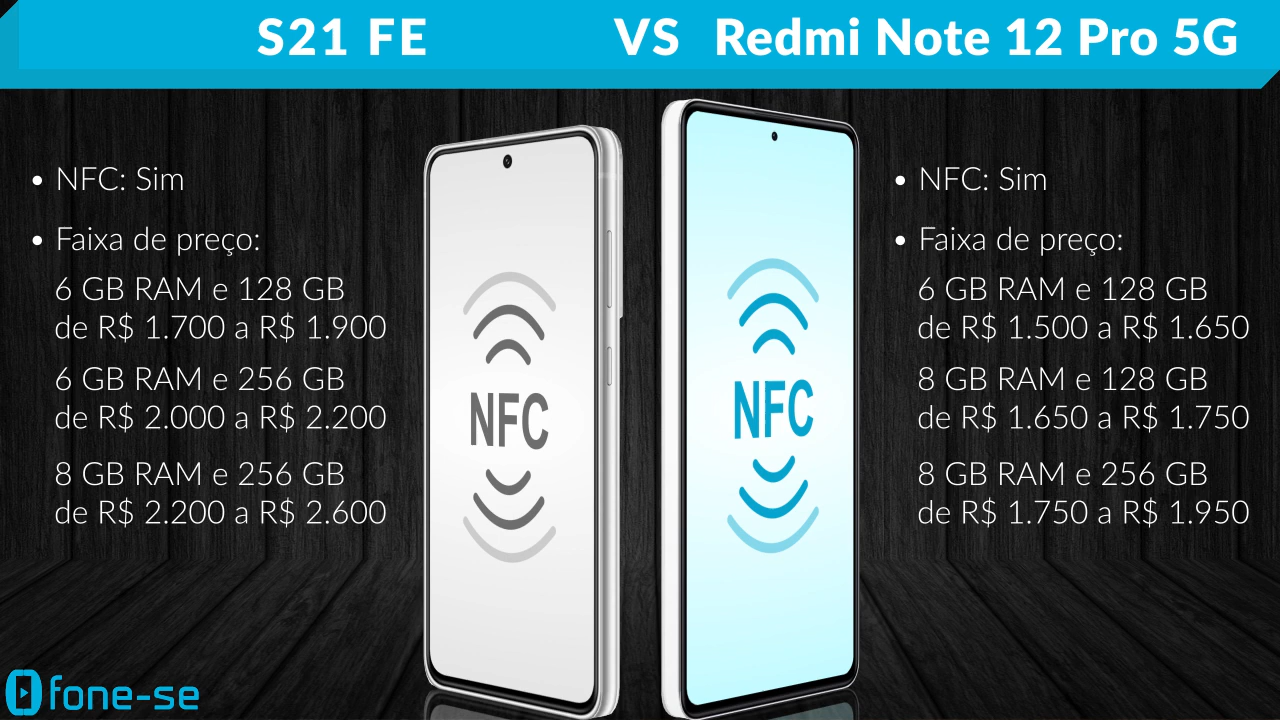 S21 FE VS Redmi Note 12 Pro 5G
• NFC: Sim
• Faixa de preço:
6 GB RAM e 128 GB
de R$ 1.700 a R$ 1.900
6 GB RAM e 256 GB
de R$ 2.000 a R$ 2.200
8 GB RAM e 256 GB
de R$ 2.200 a R$ 2.600
NFC
NFC
• NFC: Sim
• Faixa de preço:
6 GB RAM e 128 GB
de R$ 1.500 a R$ 1.650
8 GB RAM e 128 GB
de R$ 1.650 a R$ 1.750
8 GB RAM e 256 GB
de R$ 1.750 a R$ 1.950
fone-se